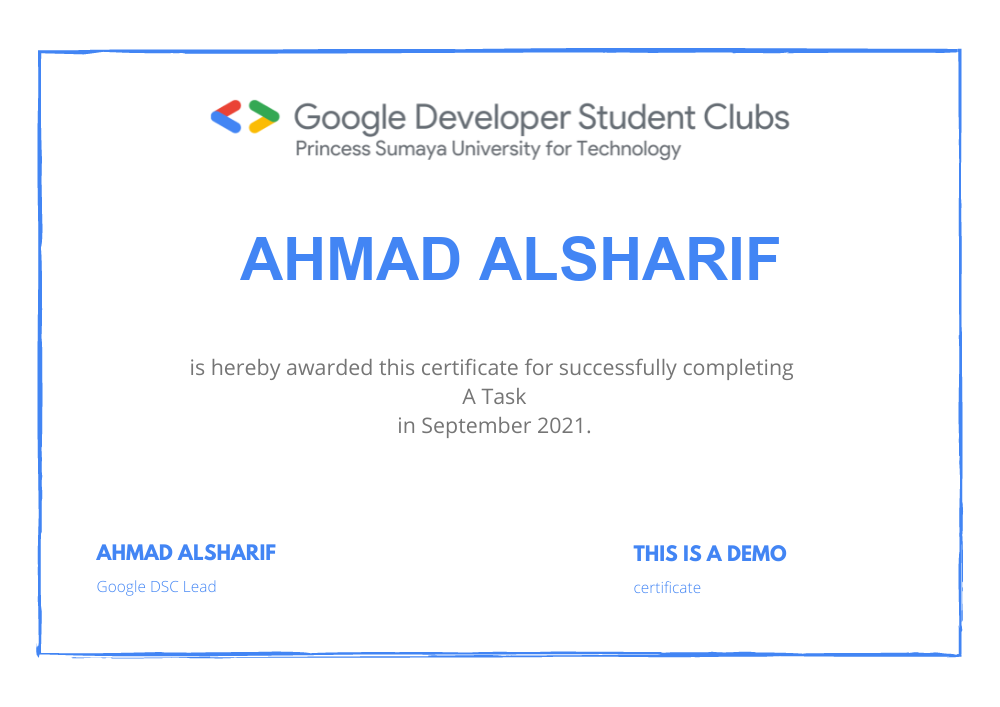 Google Developer Student Clubs
Princess Sumaya University for Technology
AHMAD ALSHARIF
is hereby awarded this certificate for successfully completing
A Task
in September 2021.
AHMAD ALSHARIF
Google DSC Lead
THIS IS A DEMO
certificate